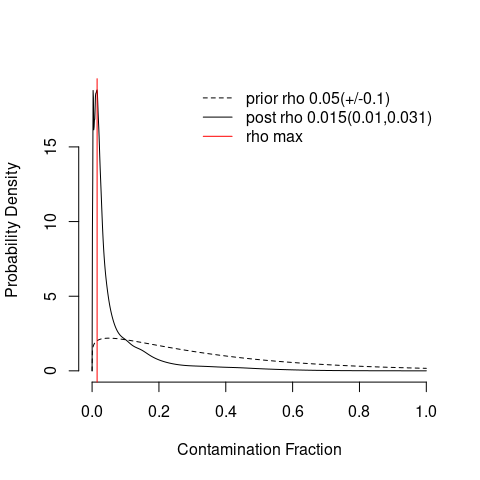 prior rho 0.05(+/-0.1)
post rho 0.015(0.01,0.031)
rho max
Probability Density
15
10
5
0
0.0 0.2 0.4 0.6 0.8 1.0
Contamination Fraction